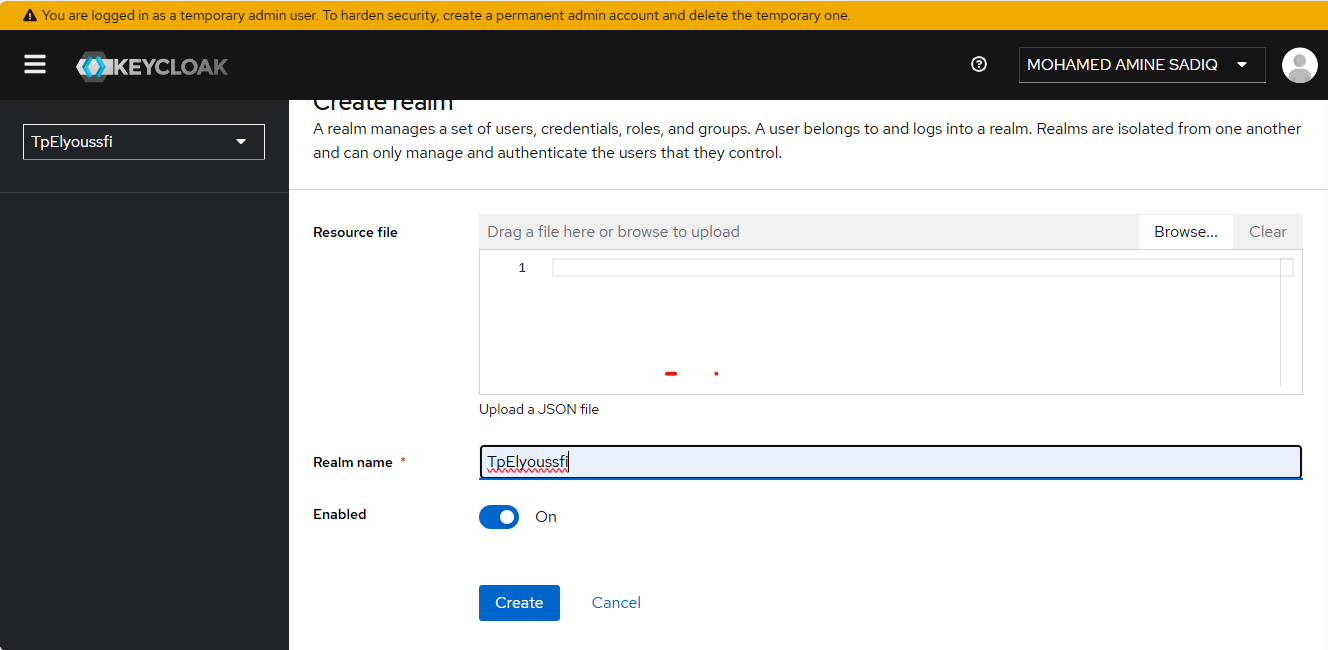 You are logged in as a temporary admin user. To harden security, create a permanent admin account and delete the temporary one.
KEYCLOAK
MOHAMED AMINE SADIQ
TpElyoussfi
Create realm
A realm manages a set of users, credentials, roles, and groups. A user belongs to and logs into a realm. Realms are isolated from one another
and can only manage and authenticate the users that they control.
Resource file
Drag a file here or browse to upload
Browse...
Clear
1
Upload a JSON file
Realm name *
TpElyoussfi
Enabled
On
Create
Cancel